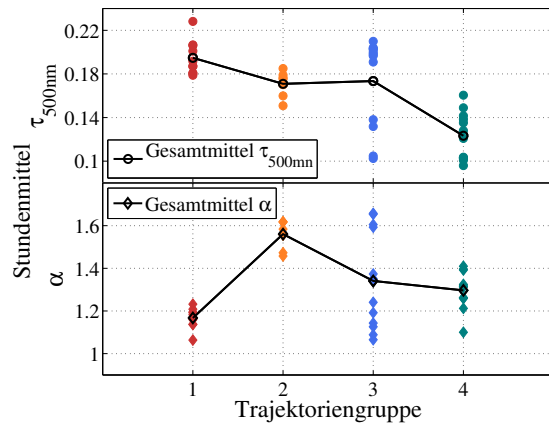 0.22
0.18
0.14
0.1
Gesamtmittel τ500mn
Stundenmittel
τ500nm
Gesamtmittel α
α
1.6
1.4
1.2
1
1 2 3 4
Trajektoriengruppe